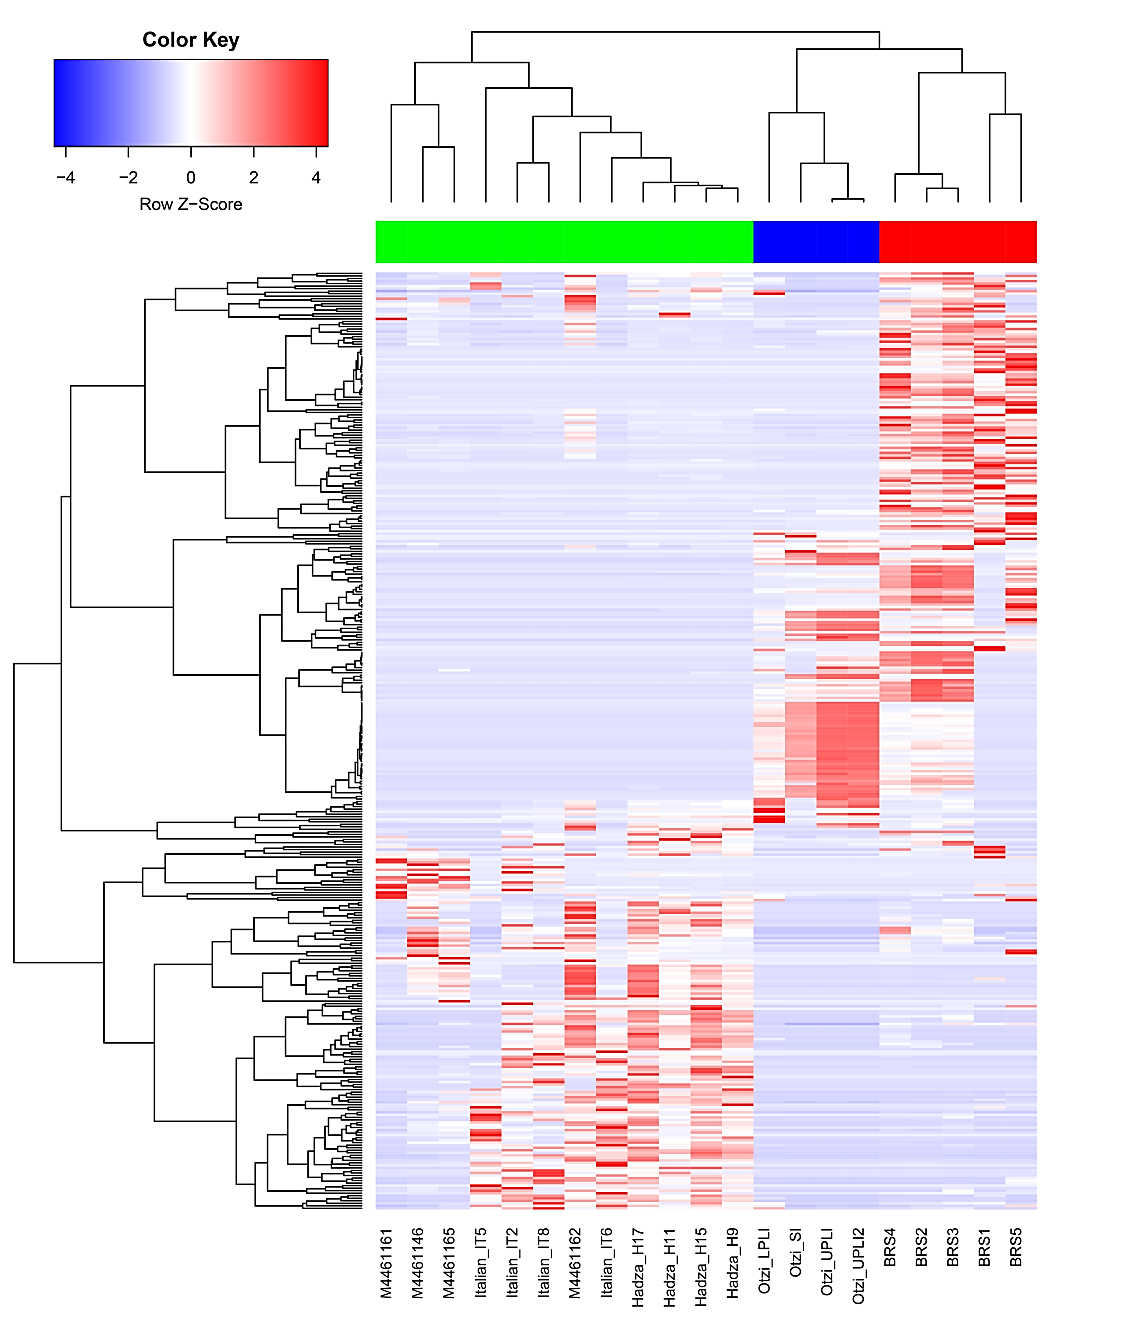 Color Key
−4 −2 0 2 4
Row Z−Score
M4461161
M4461146
M4461165
Italian_IT5
Italian_IT2
Italian_IT8
M4461162
Italian_IT6
Hadza_H17
Hadza_H11
Hadza_H15
Hadza_H9
Otzi_LPLI
Otzi_SI
Otzi_UPLI
Otzi_UPLI2
BRS4
BRS2
BRS3
BRS1
BRS5